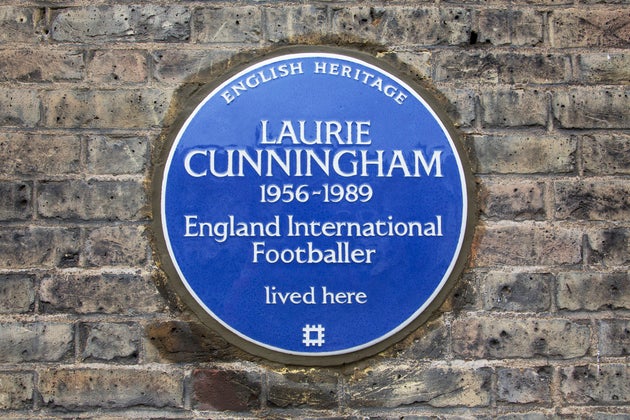 ENGLISH HERITAGE
LAURIE
CUNNINGHAM
1956-1989
England International
Footballer
lived here